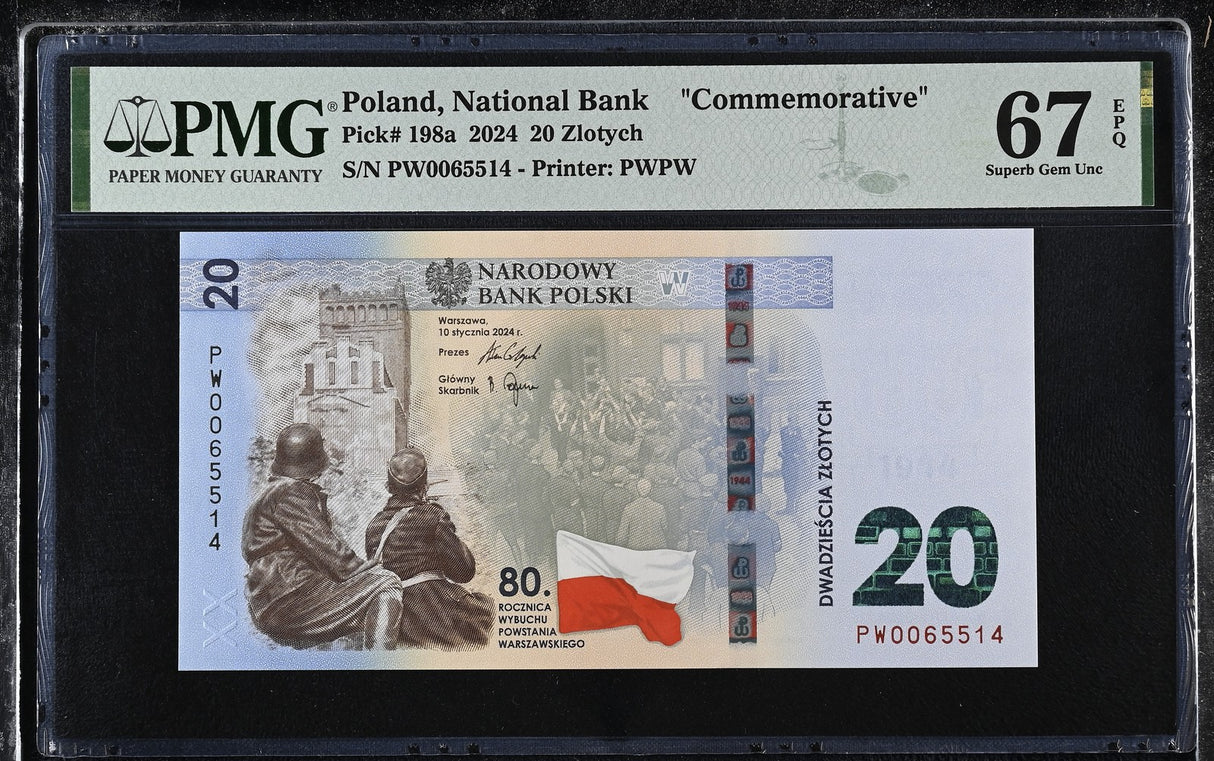 PMG®
PAPER MONEY GUARANTY
Poland, National Bank "Commemorative"
Pick# 198a 2024 20 Zlotych
S/N PW0065514 - Printer: PWPW
67
EPQ
Superb Gem Unc
20
NARODOWY
BANK POLSKI
Warszawa,
10 stycznia 2024 r.
Prezes
Główny
Skarbnik
PW0065514
1944
80.
ROCZNICA
WYBUCHU
POWSTANIA
WARSZAWSKIEGO
DWADZIEŚCIA ZŁOTYCH
20
PW0065514
XX